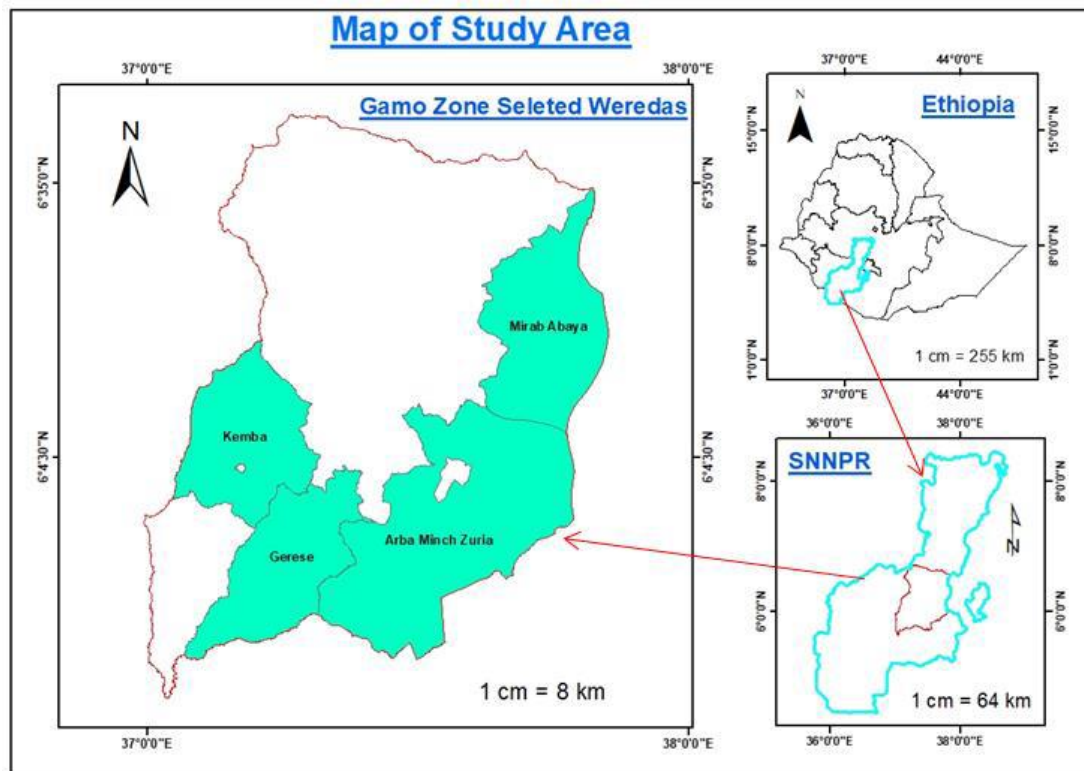 Map of Study Area
37°0'0"E
38°0'0"E
Gamo Zone Seleted Weredas
N
6°35'0"N
6°35'0"N
Mirab Abaya
Kemba
6°4'30"N
6°4'30"N
Arba Minch Zuria
Gerese
1 cm = 8 km
37°0'0"E
38°0'0"E
37°0'0"E
44°0'0"E
N
Ethiopia
15°0'0"N
15°0'0"N
8°0'0"N
8°0'0"N
1°0'0"N
1°0'0"N
1 cm = 255 km
37°0'0"E
44°0'0"E
36°0'0"E
38°0'0"E
SNNPR
8°0'0"N
8°0'0"N
N
6°0'0"N
6°0'0"N
1 cm = 64 km
36°0'0"E
38°0'0"E